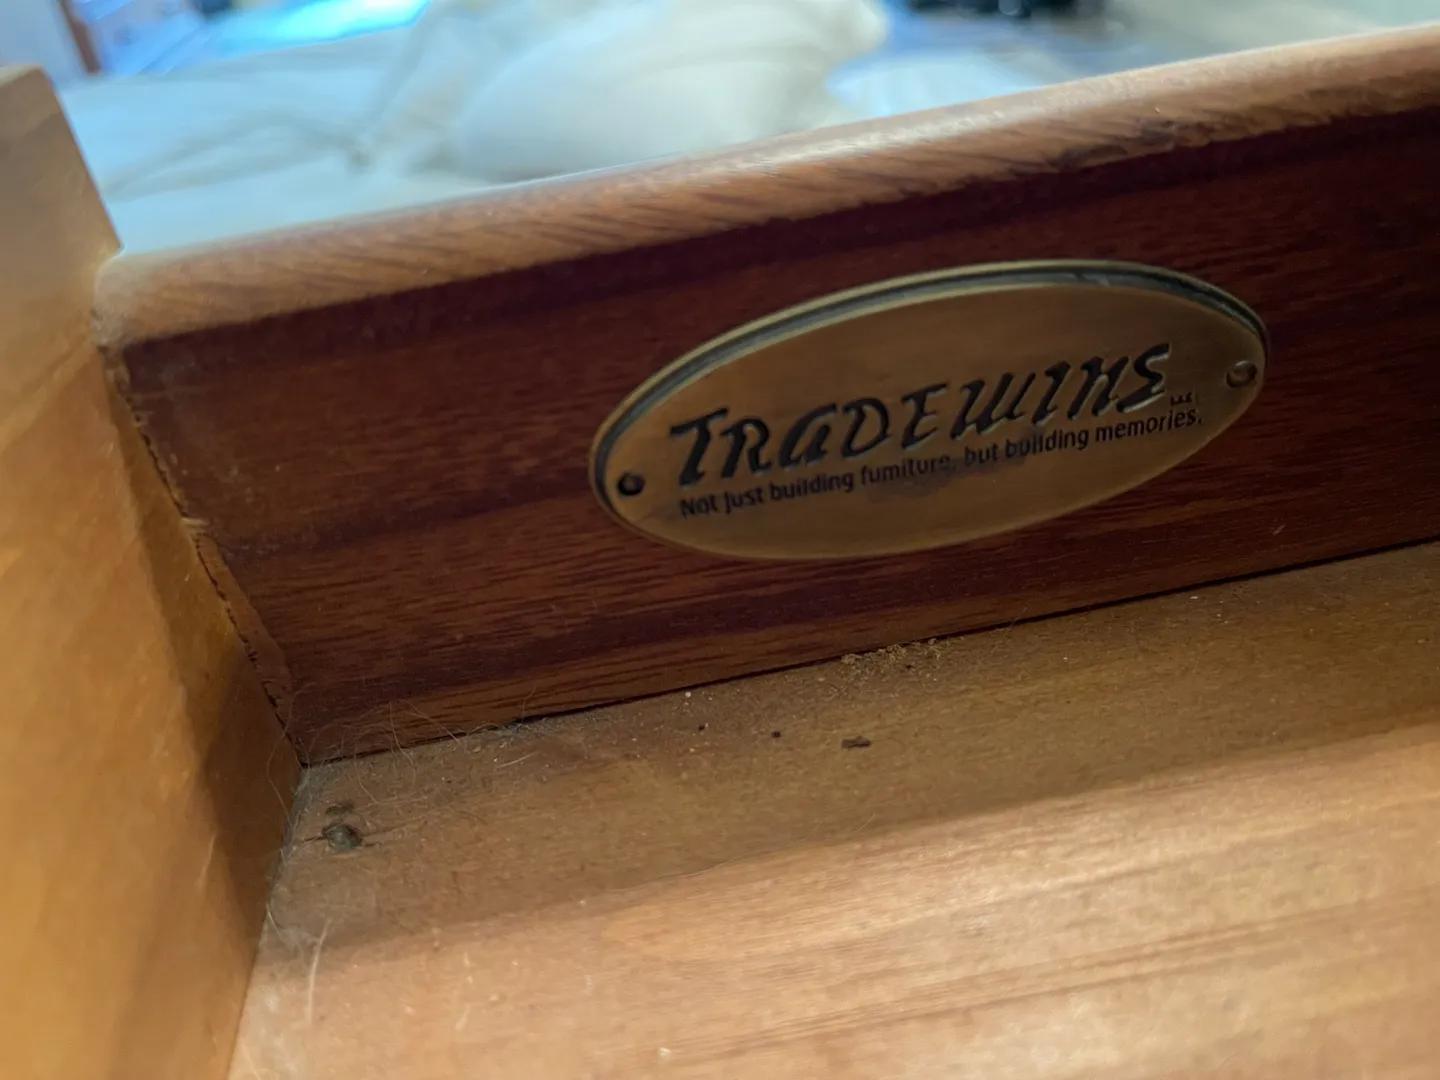 TRADEWINS LLC
Not just building furniture, but building memories.